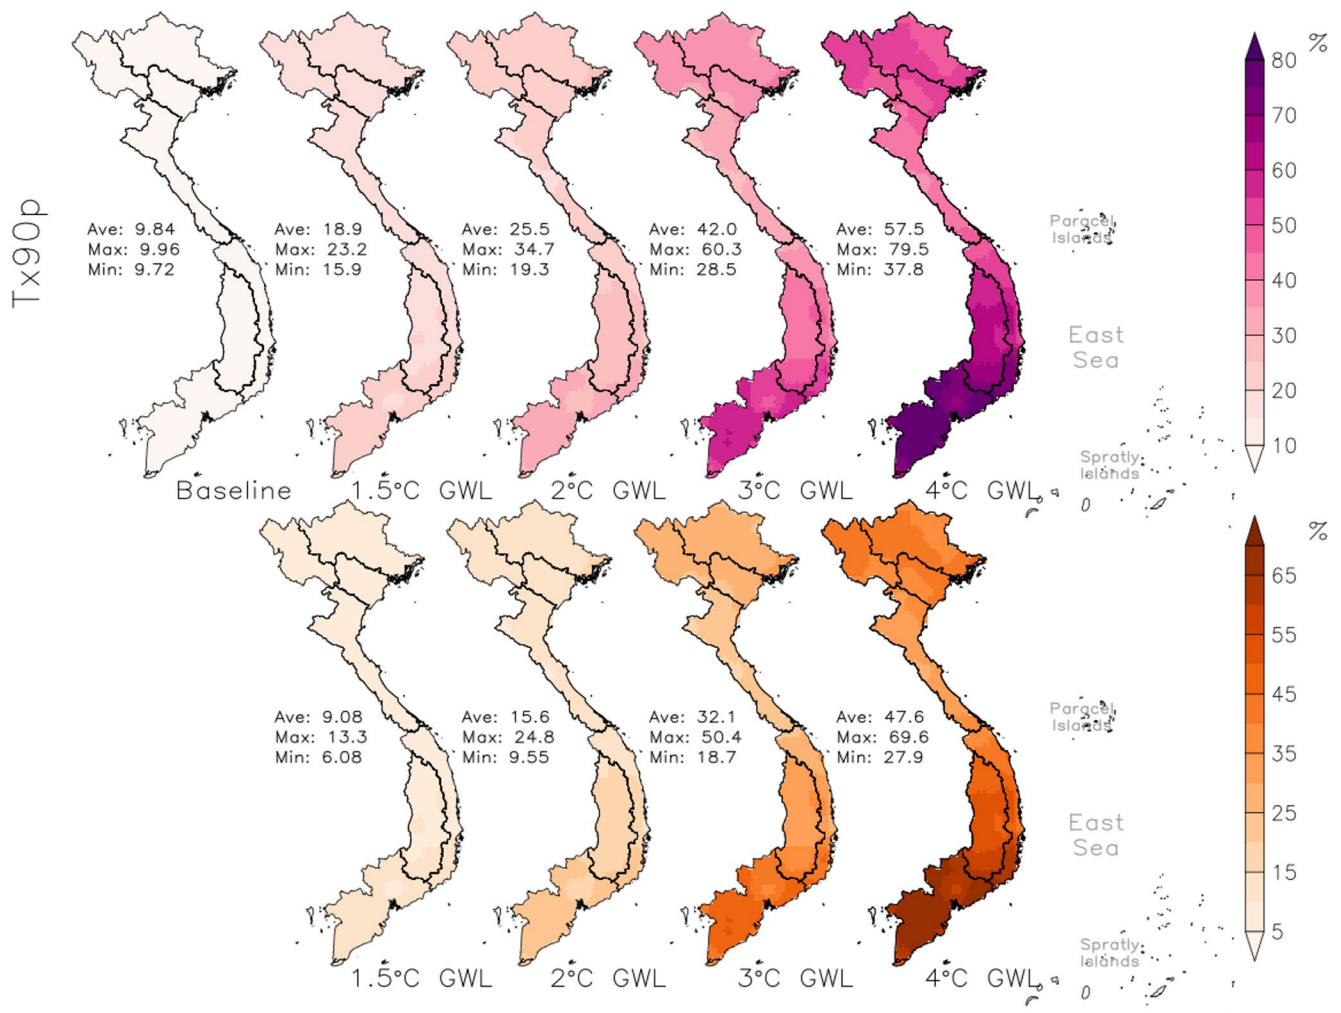 %
80
70
60
50
40
30
20
10
Tx90p
Ave: 9.84
Max: 9.96
Min: 9.72
Ave: 18.9
Max: 23.2
Min: 15.9
Ave: 25.5
Max: 34.7
Min: 19.3
Ave: 42.0
Max: 60.3
Min: 28.5
Ave: 57.5
Max: 79.5
Min: 37.8
Paracel
Islands
East
Sea
Spratly
Islands
Baseline
1.5°C GWL
2°C GWL
3°C GWL
4°C GWL
%
65
55
45
35
25
15
5
Ave: 9.08
Max: 13.3
Min: 6.08
Ave: 15.6
Max: 24.8
Min: 9.55
Ave: 32.1
Max: 50.4
Min: 18.7
Ave: 47.6
Max: 69.6
Min: 27.9
Paracel
Islands
East
Sea
Spratly
Islands
1.5°C GWL
2°C GWL
3°C GWL
4°C GWL